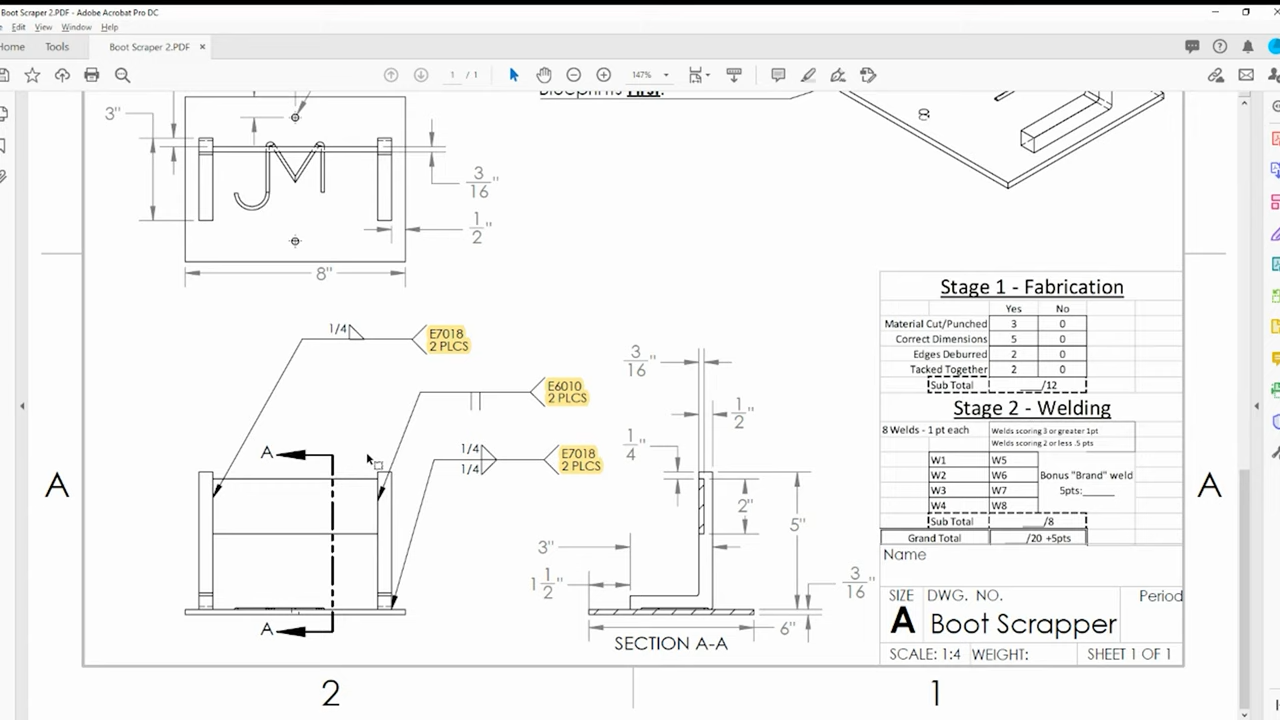 Boot Scraper 2.PDF - Adobe Acrobat Pro DC
File Edit View Window Help
Home Tools Boot Scraper 2.PDF ×
1 / 1 147%
Blueprints First:
3"
3/16"
1/2"
8"
8
1/4
E7018
2 PLCS
E6010
2 PLCS
1/4
1/4
E7018
2 PLCS
A
A
A
A
3/16"
1/2"
1/4"
2"
5"
3"
1 1/2"
3/16"
6"
SECTION A-A
Stage 1 - Fabrication
Yes No
Material Cut/Punched 3 0
Correct Dimensions 5 0
Edges Deburred 2 0
Tacked Together 2 0
Sub Total ____/12
Stage 2 - Welding
8 Welds - 1 pt each Welds scoring 3 or greater 1pt
Welds scoring 2 or less .5 pts
W1 W5
W2 W6 Bonus "Brand" weld
W3 W7 5pts:_____
W4 W8
Sub Total ____/8
Grand Total ____/20 +5pts
Name
SIZE DWG. NO. Period
A Boot Scrapper
SCALE: 1:4 WEIGHT: SHEET 1 OF 1
2 1